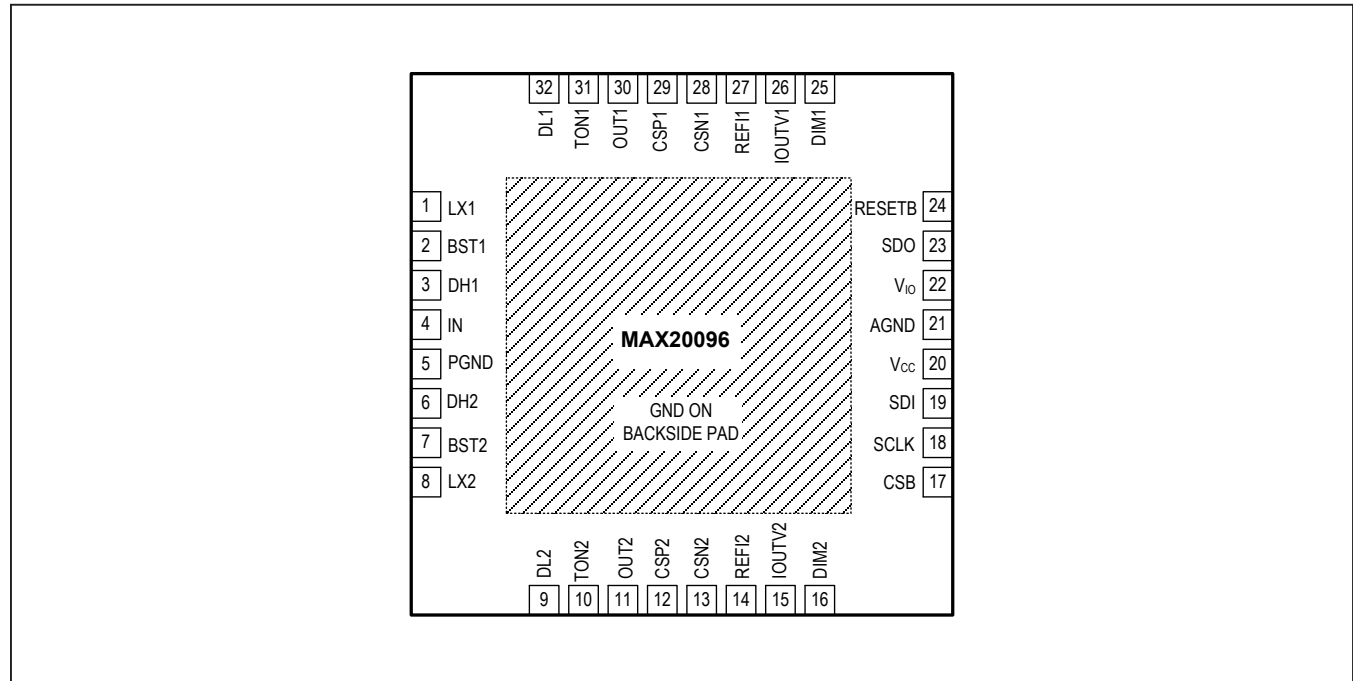 32 31 30 29 28 27 26 25
DL1 TON1 OUT1 CSP1 CSN1 REFI1 IOUTV1 DIM1
1 LX1
2 BST1
3 DH1
4 IN
5 PGND
6 DH2
7 BST2
8 LX2
MAX20096
GND ON
BACKSIDE PAD
RESETB 24
SDO 23
VIO 22
AGND 21
VCC 20
SDI 19
SCLK 18
CSB 17
DL2 TON2 OUT2 CSP2 CSN2 REFI2 IOUTV2 DIM2
9 10 11 12 13 14 15 16